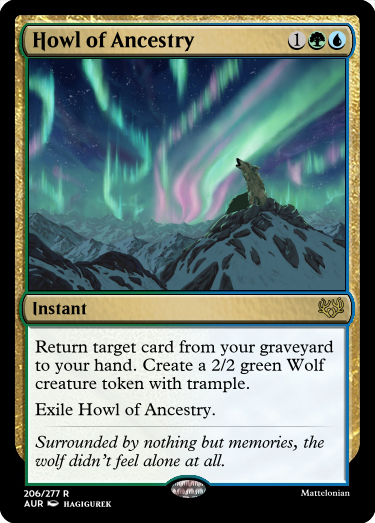 Howl of Ancestry 1
Instant
Return target card from your graveyard
to your hand. Create a 2/2 green Wolf
creature token with trample.
Exile Howl of Ancestry.
Surrounded by nothing but memories, the
wolf didn't feel alone at all.
206/277 R
Mattelonian
AUR HAGIGUREK